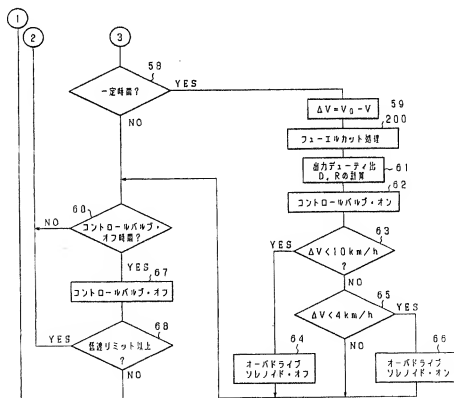 1
2
3
58
一定時間?
YES
NO
ΔV=V₀-V
59
200
フューエルカット処理
出力デューティ比
D,Rの計算
61
62
コントロールバルブ・オン
63
YES
ΔV<10km/h
?
NO
65
ΔV<4km/h
YES
NO
64
オーバドライブ
ソレノイド・オフ
66
オーバドライブ
ソレノイド・オン
60
NO
コントロールバルブ・
オフ時間?
YES
67
コントロールバルブ・オフ
68
YES
低速リミット以上
?
NO